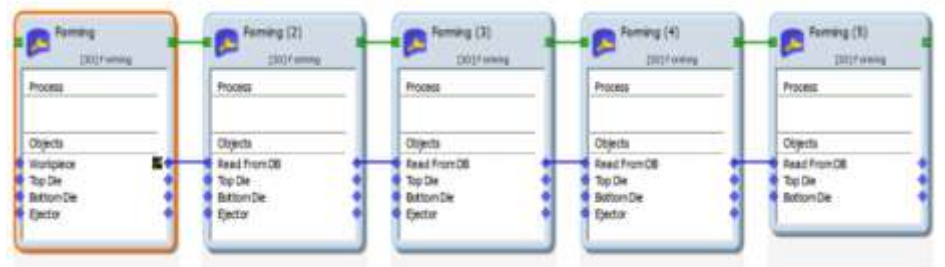 Forming
[3D] Forming
Process
Objects
Workpiece
Top Die
Bottom Die
Ejector
Forming (2)
[3D] Forming
Process
Objects
Read From DB
Top Die
Bottom Die
Ejector
Forming (3)
[3D] Forming
Process
Objects
Read From DB
Top Die
Bottom Die
Ejector
Forming (4)
[3D] Forming
Process
Objects
Read From DB
Top Die
Bottom Die
Ejector
Forming (5)
[3D] Forming
Process
Objects
Read From DB
Top Die
Bottom Die